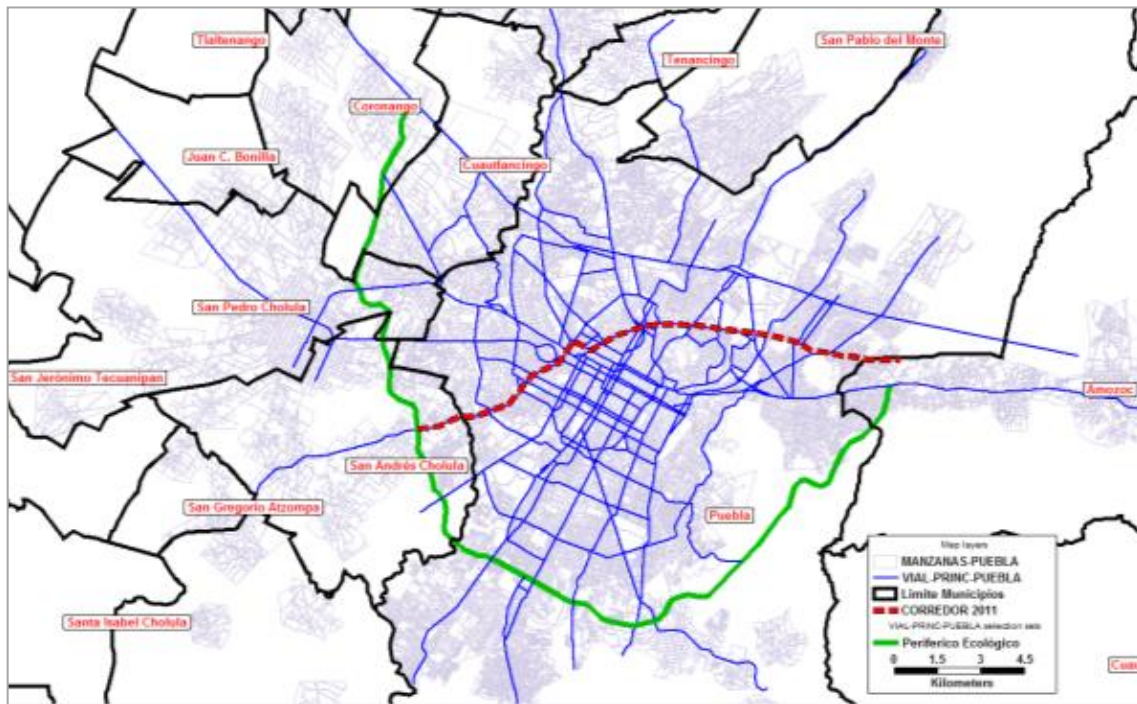 Tlaltenango
San Pablo del Monte
Tenancingo
Coronango
Juan C. Bonilla
Cuautlancingo
San Pedro Cholula
San Jerónimo Tecuanipan
Amozoc
San Andrés Cholula
San Gregorio Atzompa
Puebla
Santa Isabel Cholula
Map layers
MANZANAS-PUEBLA
VIAL-PRINC-PUEBLA
Límite Municipios
CORREDOR 2011
VIAL-PRINC-PUEBLA selection sets
Periferico Ecológico
0 1.5 3 4.5
Kilometers